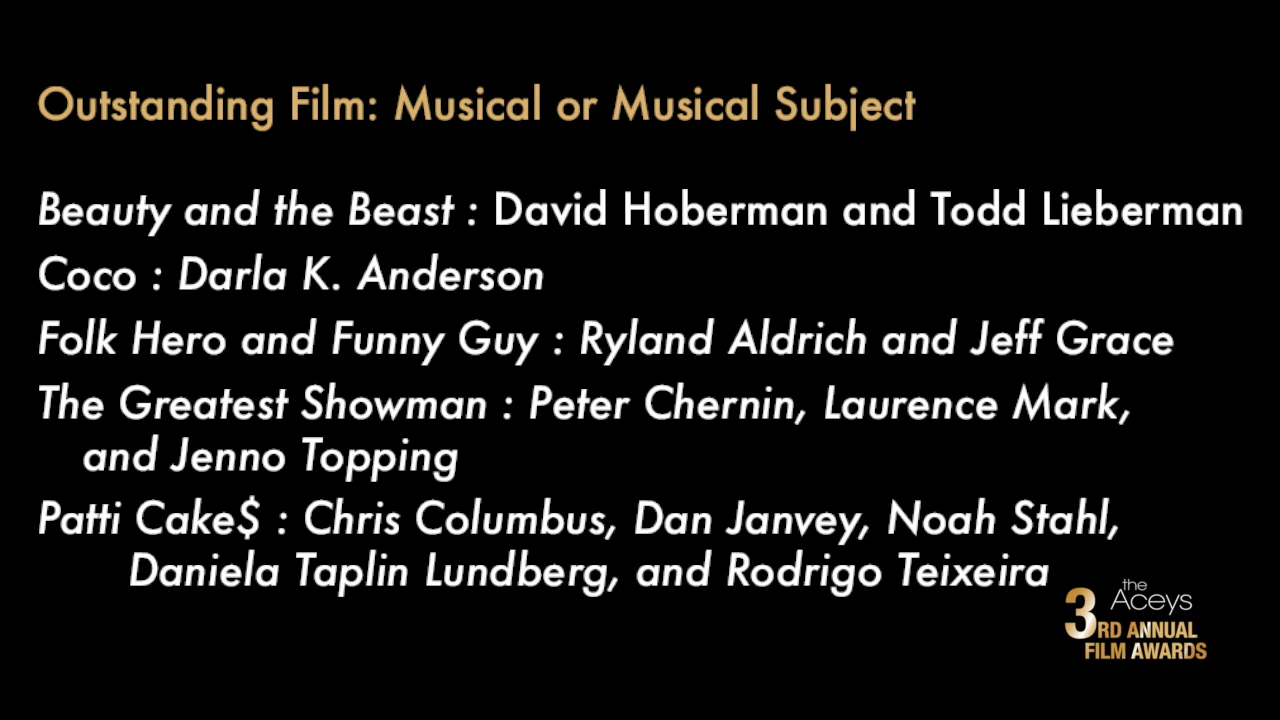 Outstanding Film: Musical or Musical Subject
Beauty and the Beast : David Hoberman and Todd Lieberman
Coco : Darla K. Anderson
Folk Hero and Funny Guy : Ryland Aldrich and Jeff Grace
The Greatest Showman : Peter Chernin, Laurence Mark,
and Jenno Topping
Patti Cake$ : Chris Columbus, Dan Janvey, Noah Stahl,
Daniela Taplin Lundberg, and Rodrigo Teixeira
the
Aceys
3RD ANNUAL
FILM AWARDS